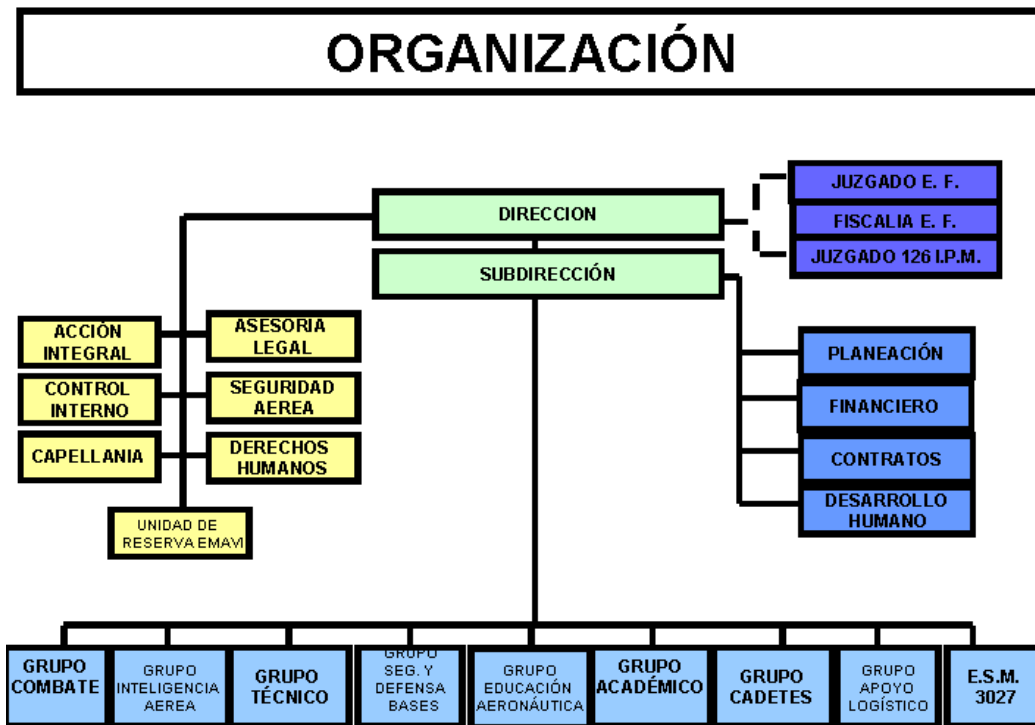 ORGANIZACIÓN
DIRECCION
SUBDIRECCIÓN
JUZGADO E. F.
FISCALIA E. F.
JUZGADO 126 I.P.M.
ACCIÓN
INTEGRAL
ASESORIA
LEGAL
CONTROL
INTERNO
SEGURIDAD
AEREA
CAPELLANIA
DERECHOS
HUMANOS
UNIDAD DE
RESERVA EMAVI
PLANEACIÓN
FINANCIERO
CONTRATOS
DESARROLLO
HUMANO
GRUPO
COMBATE
GRUPO
INTELIGENCIA
AEREA
GRUPO
TÉCNICO
GRUPO
SEG. Y
DEFENSA
BASES
GRUPO
EDUCACIÓN
AERONÁUTICA
GRUPO
ACADÉMICO
GRUPO
CADETES
GRUPO
APOYO
LOGÍSTICO
E.S.M.
3027